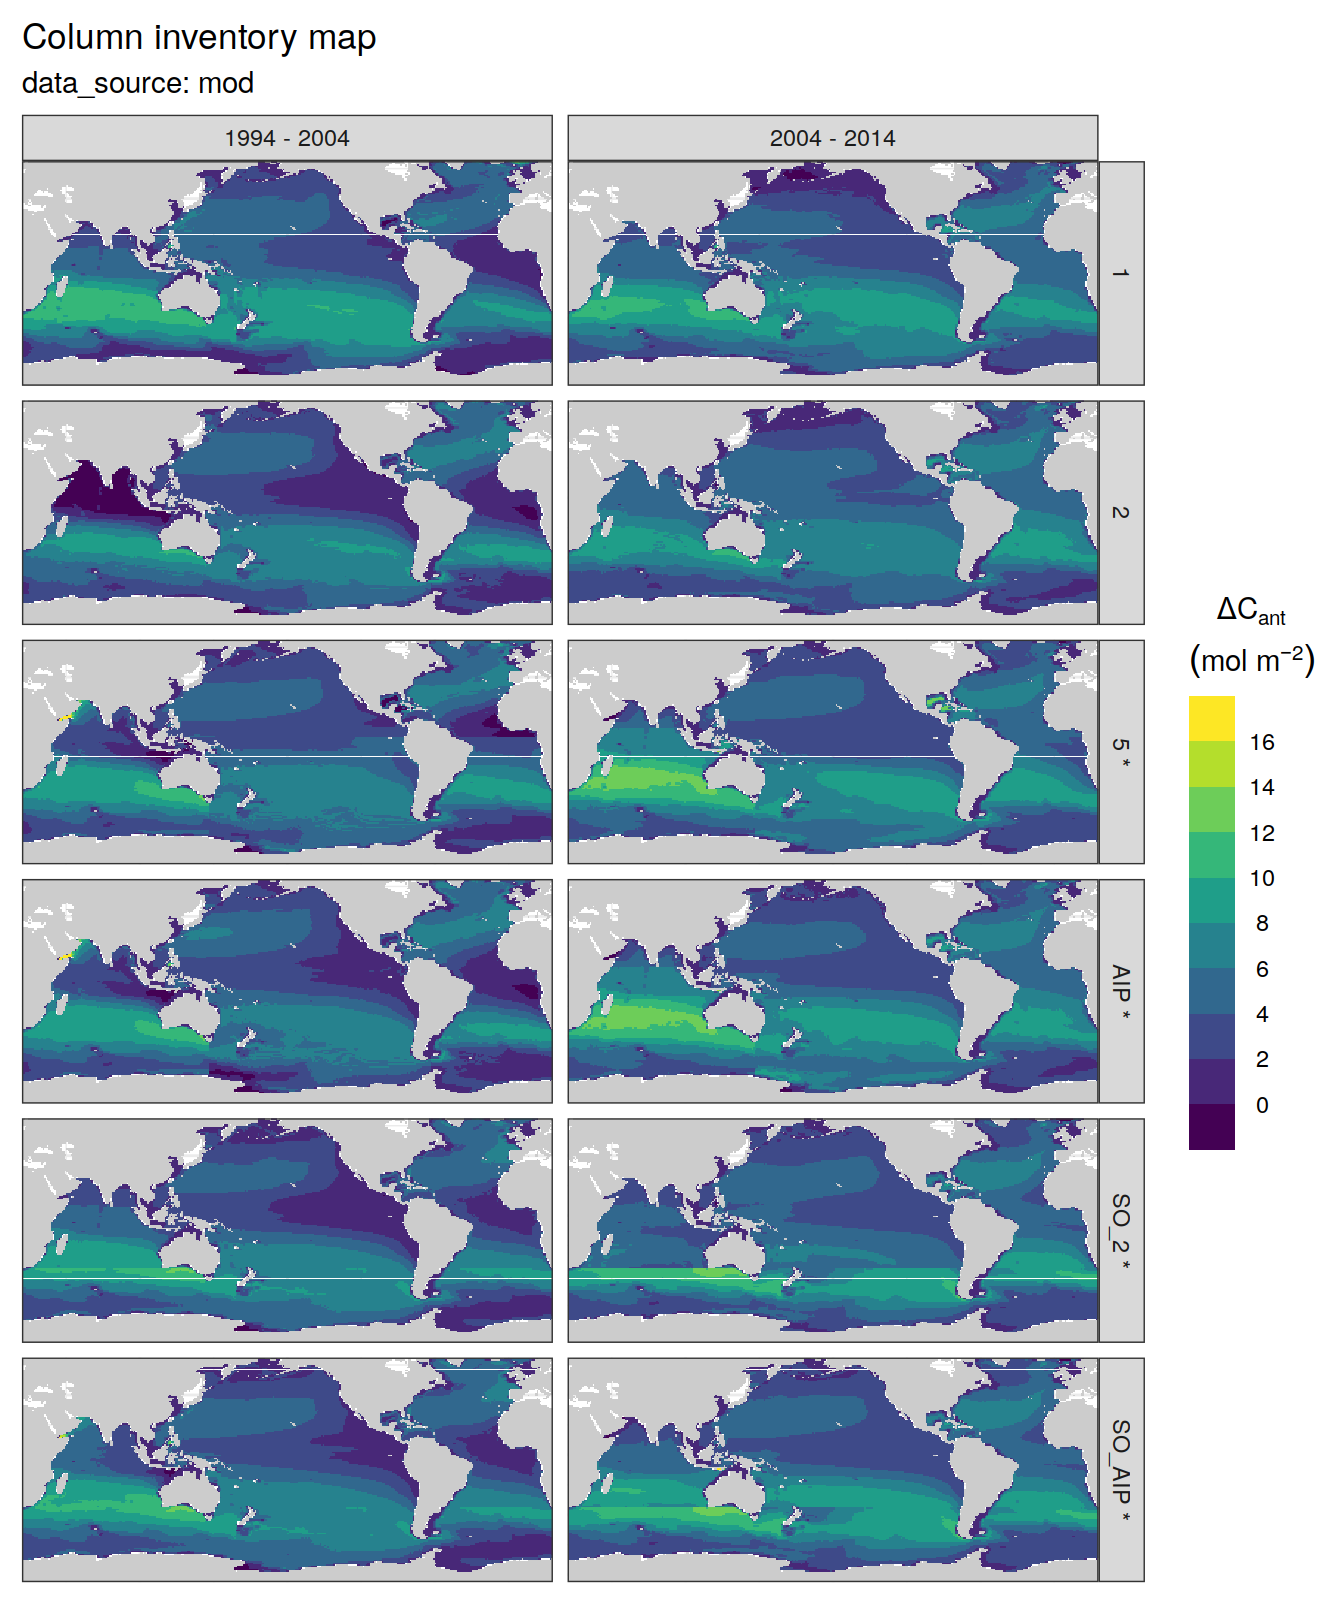 Column inventory map
data_source: mod
1994 - 2004
2004 - 2014
1
2
5 *
AIP *
SO_2 *
SO_AIP *
ΔCant
(mol m−2)
16
14
12
10
8
6
4
2
0